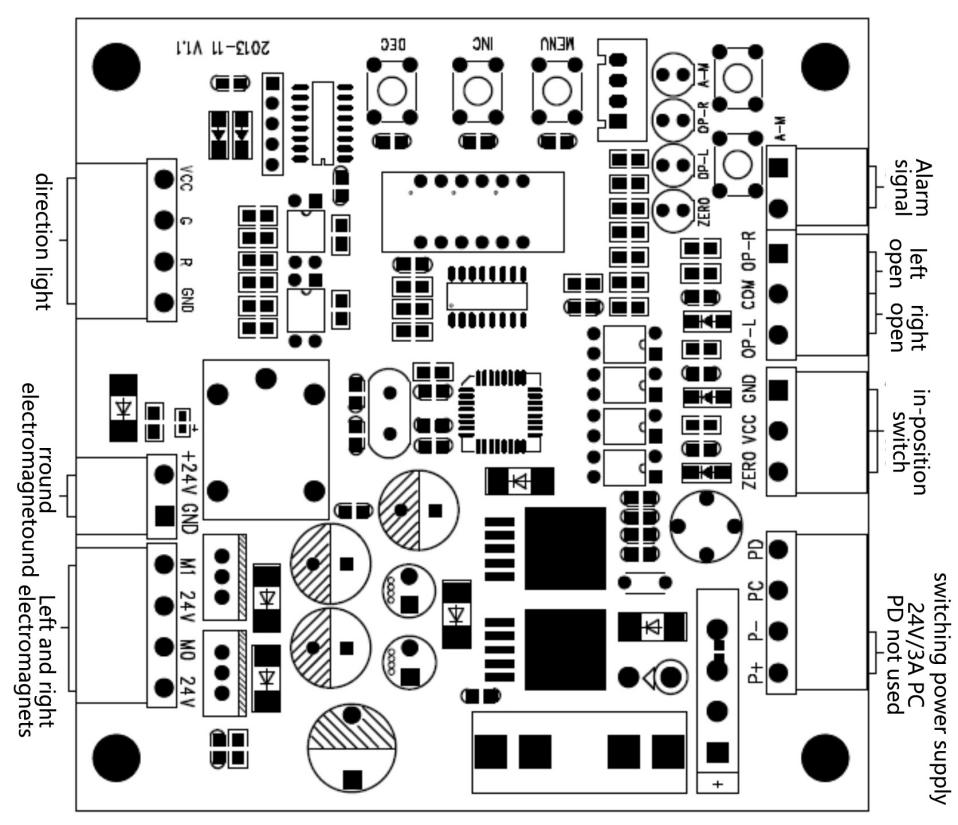 2013-11 V1.1
DEC
INC
MENU
A-M
OP-R
OP-L
ZERO
A-M
Alarm
signal
VCC
G
R
GND
direction light
OP-R
COM
OP-L
left
open
right
open
GND
VCC
ZERO
in-position
switch
+
+24V
GND
rround
electromagnetound electromagnets
M1
24V
M0
24V
Left and right
PD
PC
P-
P+
switching power supply
24V/3A PC
PD not used
+